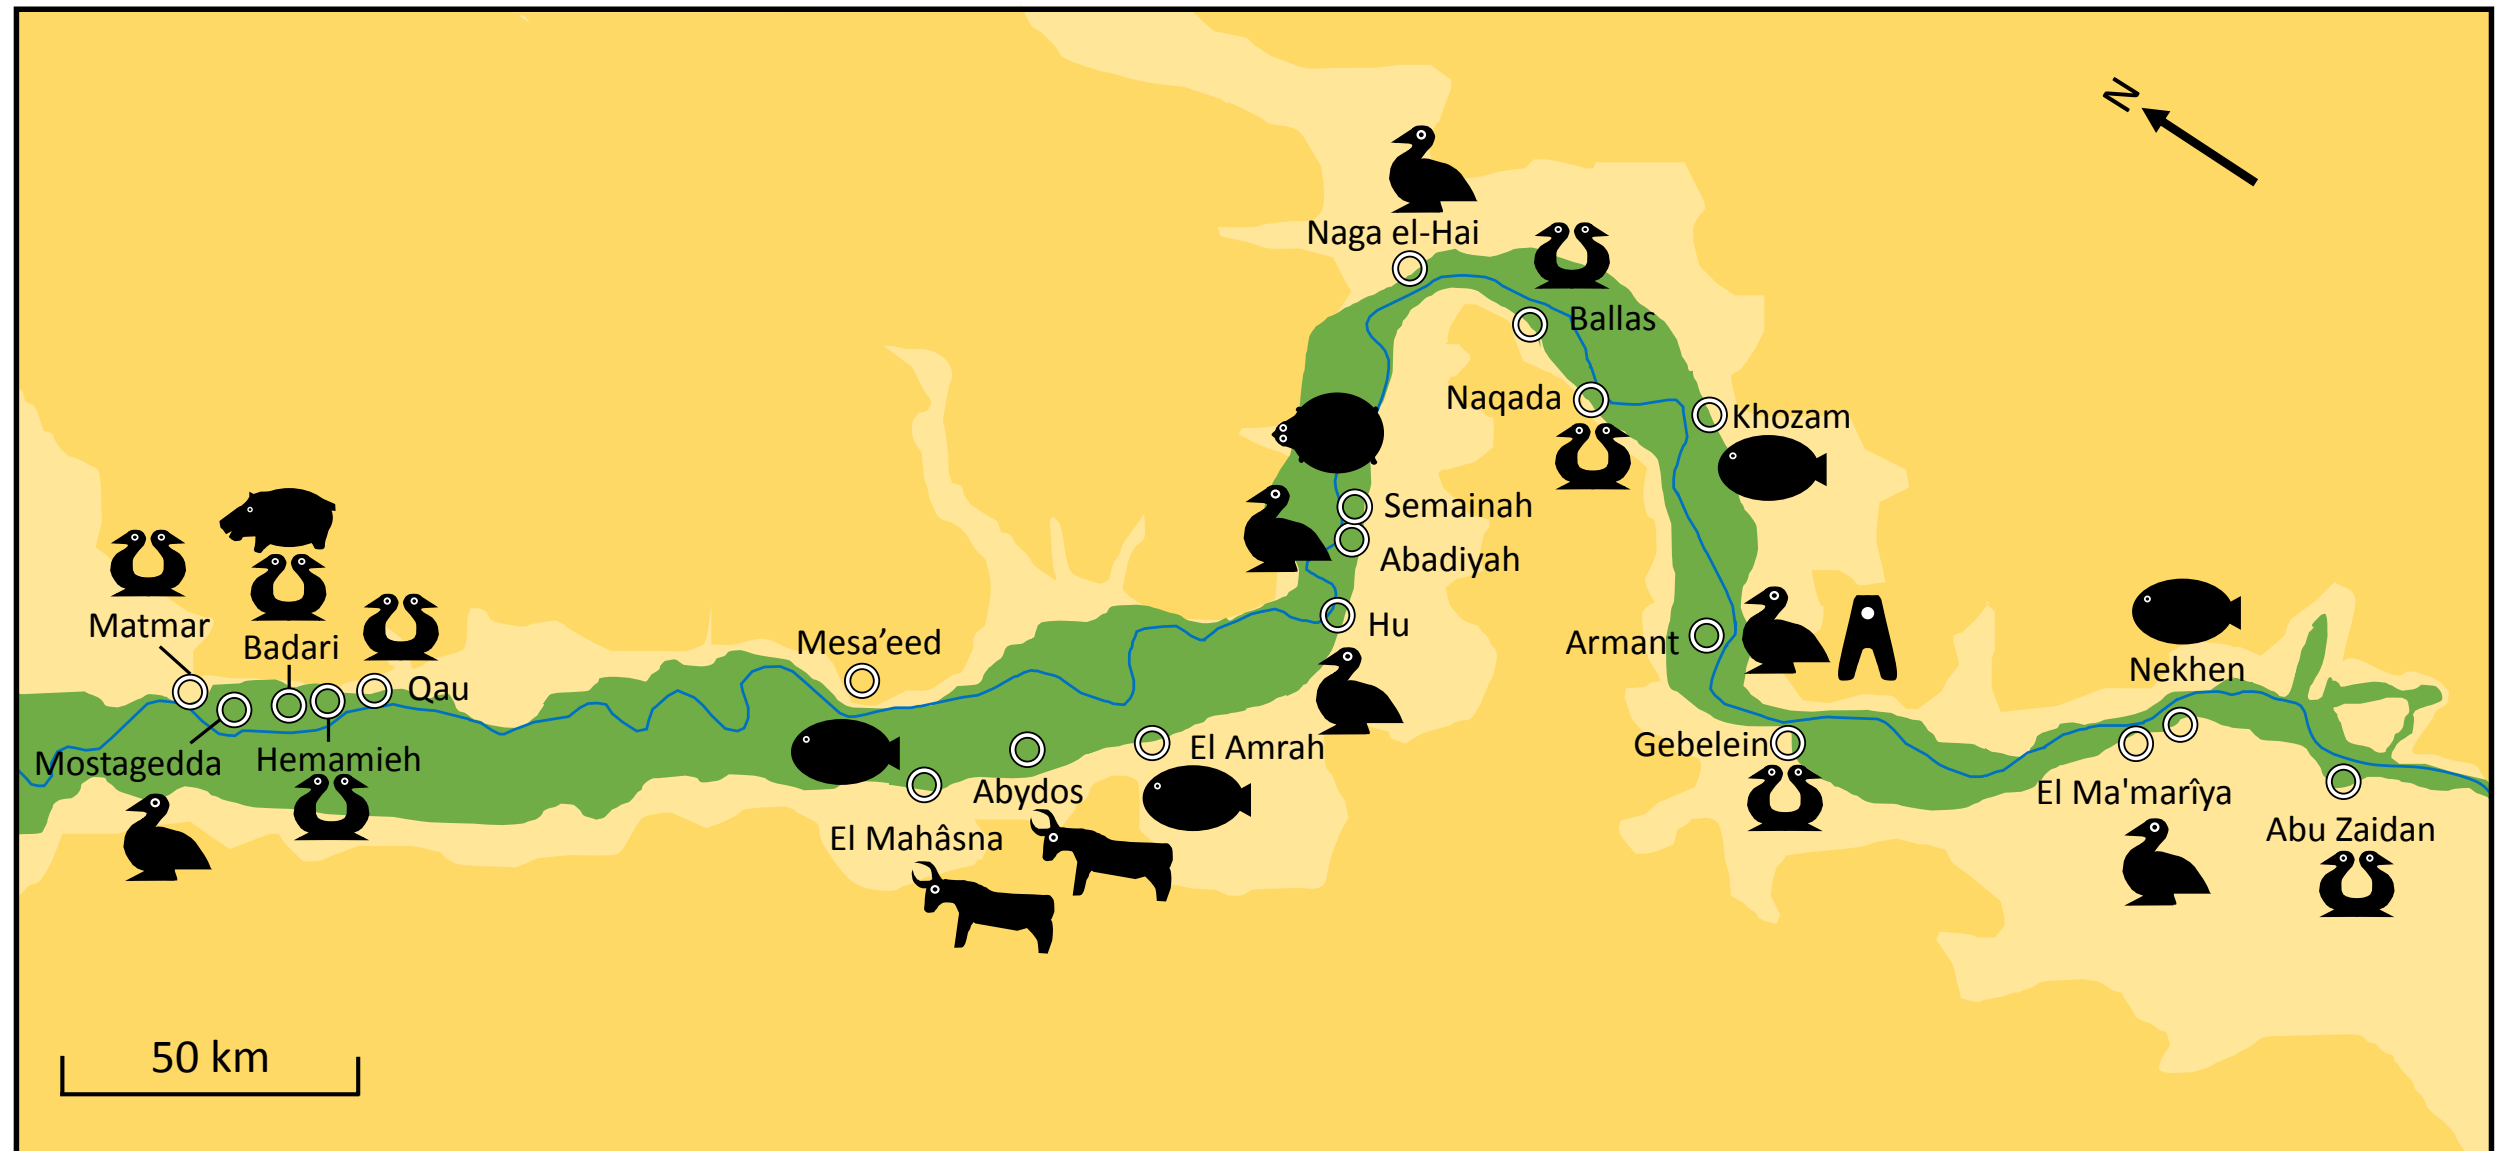 N
Naga el-Hai
Ballas
Naqada
Khozam
Semainah
Abadiyah
Matmar
Badari
Qau
Mesa’eed
Hu
Armant
Nekhen
Mostagedda
Hemamieh
El Amrah
Gebelein
Abydos
El Ma'marîya
El Mahâsna
Abu Zaidan
50 km